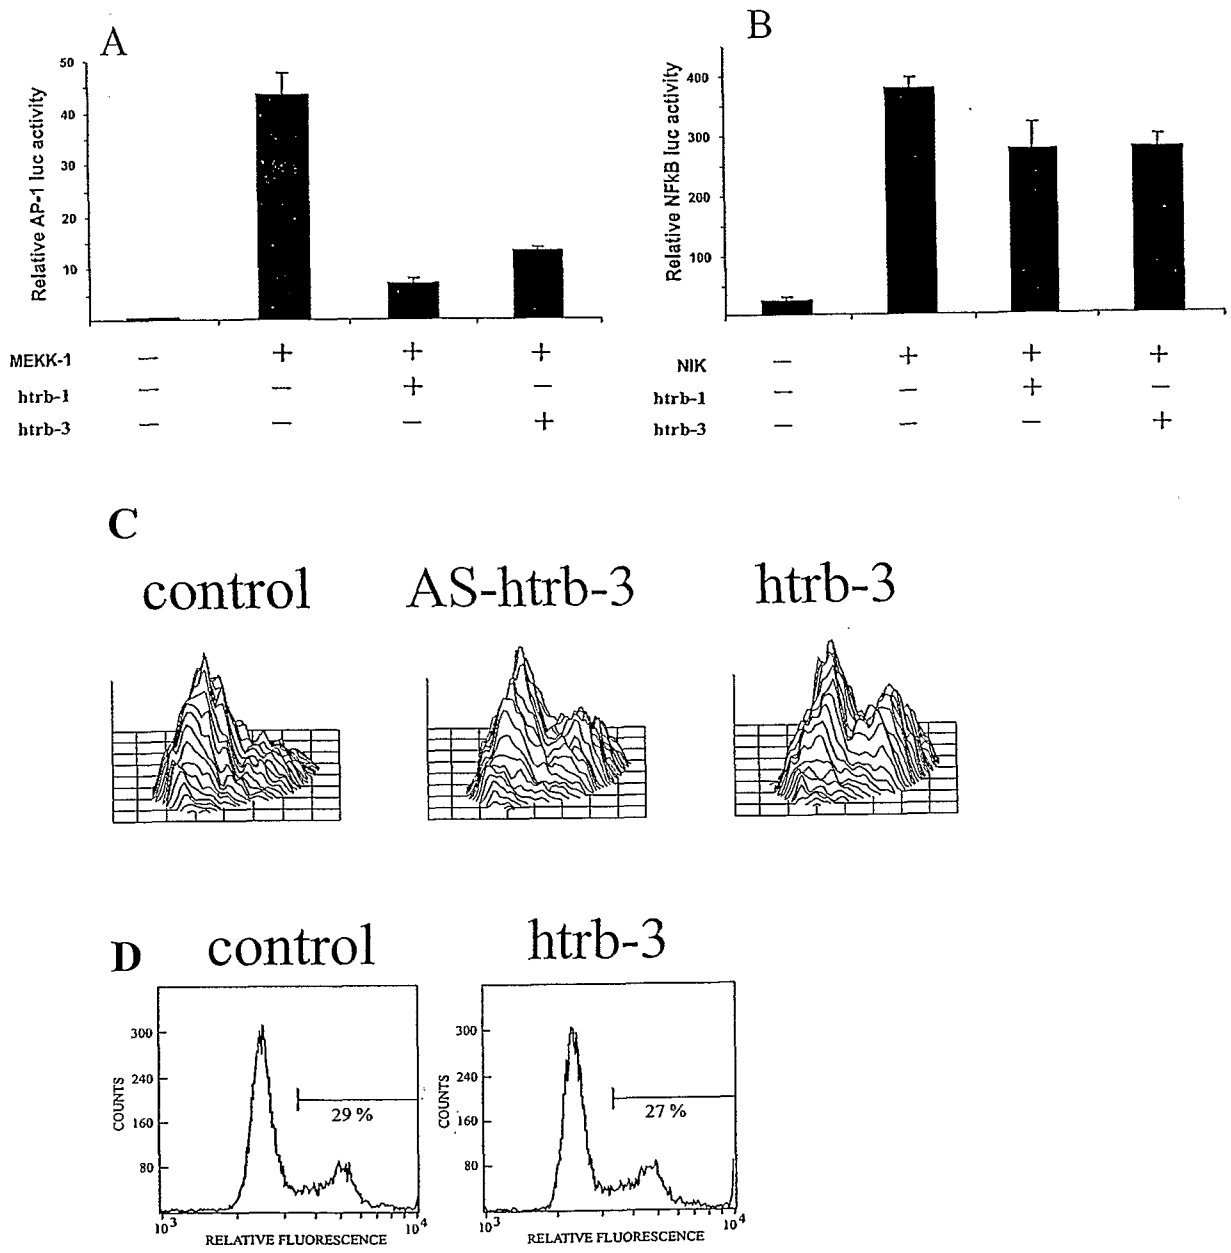 A
Relative AP-1 luc activity
50
40
30
20
10
MEKK-1 — + + +
htrb-1 — — + —
htrb-3 — — — +
B
Relative NFkB luc activity
400
300
200
100
NIK — + + +
htrb-1 — — + —
htrb-3 — — — +
C
control AS-htrb-3 htrb-3
D
control htrb-3
COUNTS
300
240
160
80
29 %
10³ 10⁴
RELATIVE FLUORESCENCE
COUNTS
300
240
160
80
27 %
10³ 10⁴
RELATIVE FLUORESCENCE